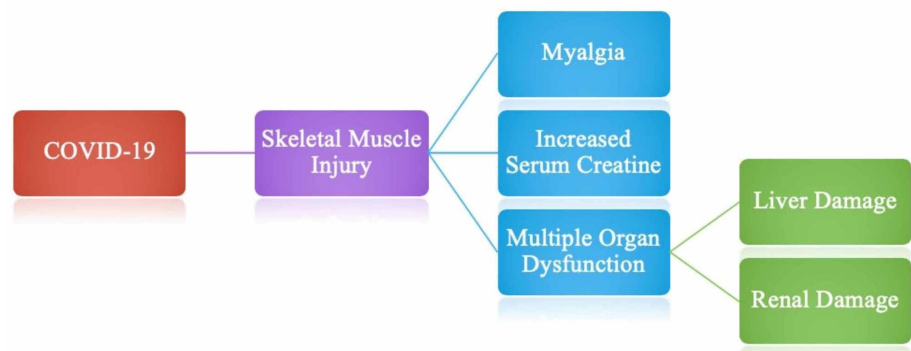 COVID-19
Skeletal Muscle
Injury
Myalgia
Increased
Serum Creatine
Multiple Organ
Dysfunction
Liver Damage
Renal Damage